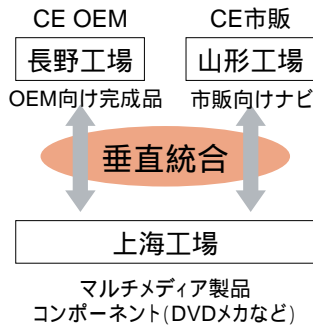 CE OEM CE市販
長野工場 山形工場
OEM向け完成品 市販向けナビ
垂直統合
上海工場
マルチメディア製品
コンポーネント(DVDメカなど)